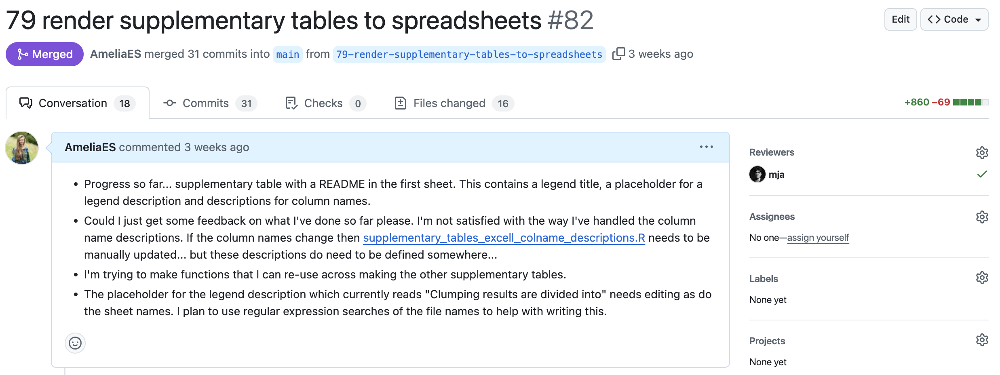 79 render supplementary tables to spreadsheets #82
Edit
Code
Merged
AmeliaES merged 31 commits into main from 79-render-supplementary-tables-to-spreadsheets 3 weeks ago
Conversation 18
Commits 31
Checks 0
Files changed 16
+860 −69
AmeliaES commented 3 weeks ago
• Progress so far... supplementary table with a README in the first sheet. This contains a legend title, a placeholder for a
legend description and descriptions for column names.
• Could I just get some feedback on what I've done so far please. I'm not satisfied with the way I've handled the column
name descriptions. If the column names change then supplementary_tables_excell_colname_descriptions.R needs to be
manually updated... but these descriptions do need to be defined somewhere...
• I'm trying to make functions that I can re-use across making the other supplementary tables.
• The placeholder for the legend description which currently reads "Clumping results are divided into" needs editing as do
the sheet names. I plan to use regular expression searches of the file names to help with writing this.
Reviewers
mja
Assignees
No one—assign yourself
Labels
None yet
Projects
None yet